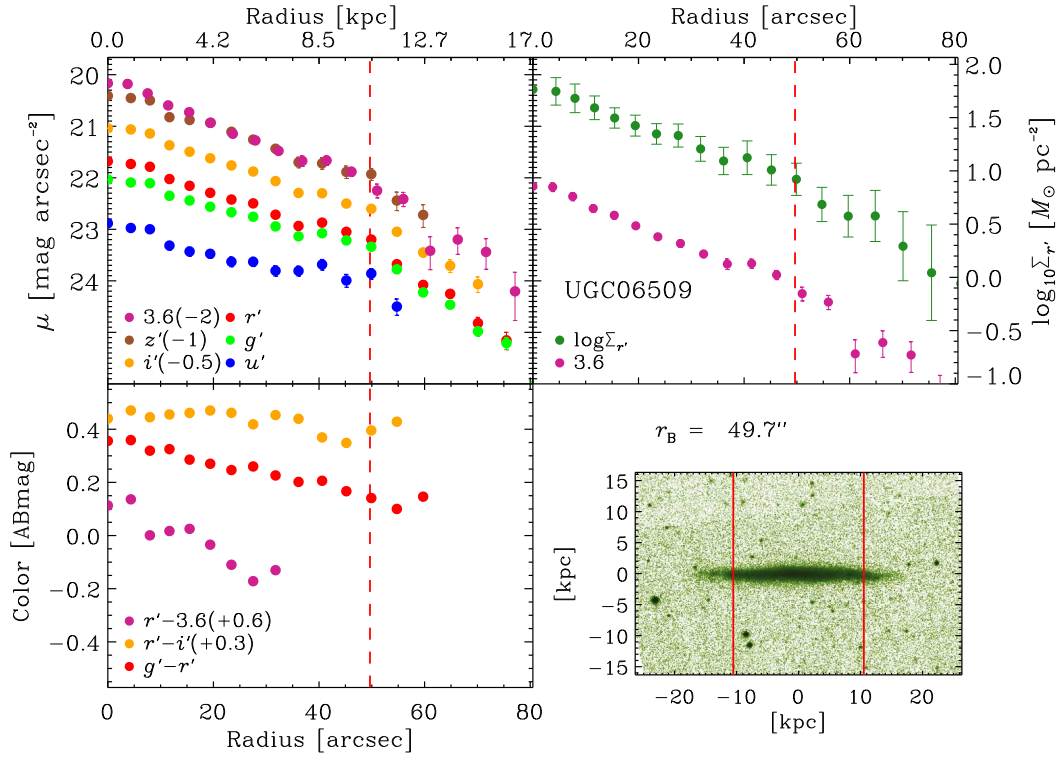 Radius [kpc]
0.0 4.2 8.5 12.7 17.0
Radius [arcsec]
20 40 60 80
μ [mag arcsec⁻²]
20
21
22
23
24
3.6(−2) r′
z′(−1) g′
i′(−0.5) u′
UGC06509
logΣr′
3.6
2.0
1.5
1.0
0.5
0.0
−0.5
−1.0
log₁₀Σr′ [M⊙ pc⁻²]
Color [ABmag]
0.4
0.2
0.0
−0.2
−0.4
r′−3.6(+0.6)
r′−i′(+0.3)
g′−r′
0 20 40 60 80
Radius [arcsec]
rB = 49.7″
[kpc]
15
10
5
0
−5
−10
−15
−20 −10 0 10 20
[kpc]